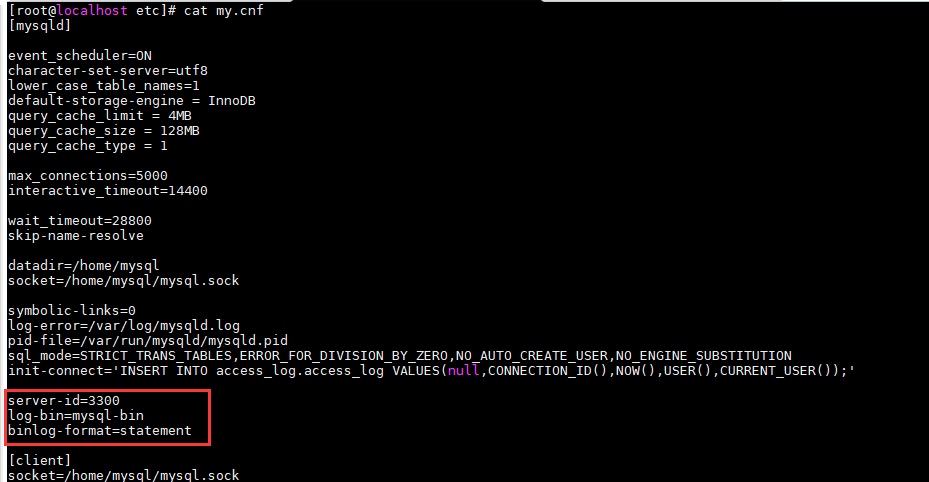 [root@localhost etc]# cat my.cnf
[mysqld]
event_scheduler=ON
character-set-server=utf8
lower_case_table_names=1
default-storage-engine = InnoDB
query_cache_limit = 4MB
query_cache_size = 128MB
query_cache_type = 1
max_connections=5000
interactive_timeout=14400
wait_timeout=28800
skip-name-resolve
datadir=/home/mysql
socket=/home/mysql/mysql.sock
symbolic-links=0
log-error=/var/log/mysqld.log
pid-file=/var/run/mysqld/mysqld.pid
sql_mode=STRICT_TRANS_TABLES,ERROR_FOR_DIVISION_BY_ZERO,NO_AUTO_CREATE_USER,NO_ENGINE_SUBSTITUTION
init-connect='INSERT INTO access_log.access_log VALUES(null,CONNECTION_ID(),NOW(),USER(),CURRENT_USER());'
server-id=3300
log-bin=mysql-bin
binlog-format=statement
[client]
socket=/home/mysql/mysql.sock